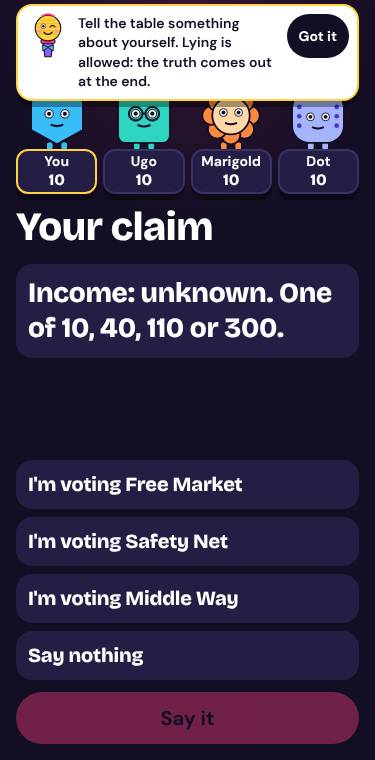 Tell the table something
about yourself. Lying is
allowed: the truth comes out
at the end.
Got it
You
10
Ugo
10
Marigold
10
Dot
10
Your claim
Income: unknown. One
of 10, 40, 110 or 300.
I'm voting Free Market
I'm voting Safety Net
I'm voting Middle Way
Say nothing
Say it